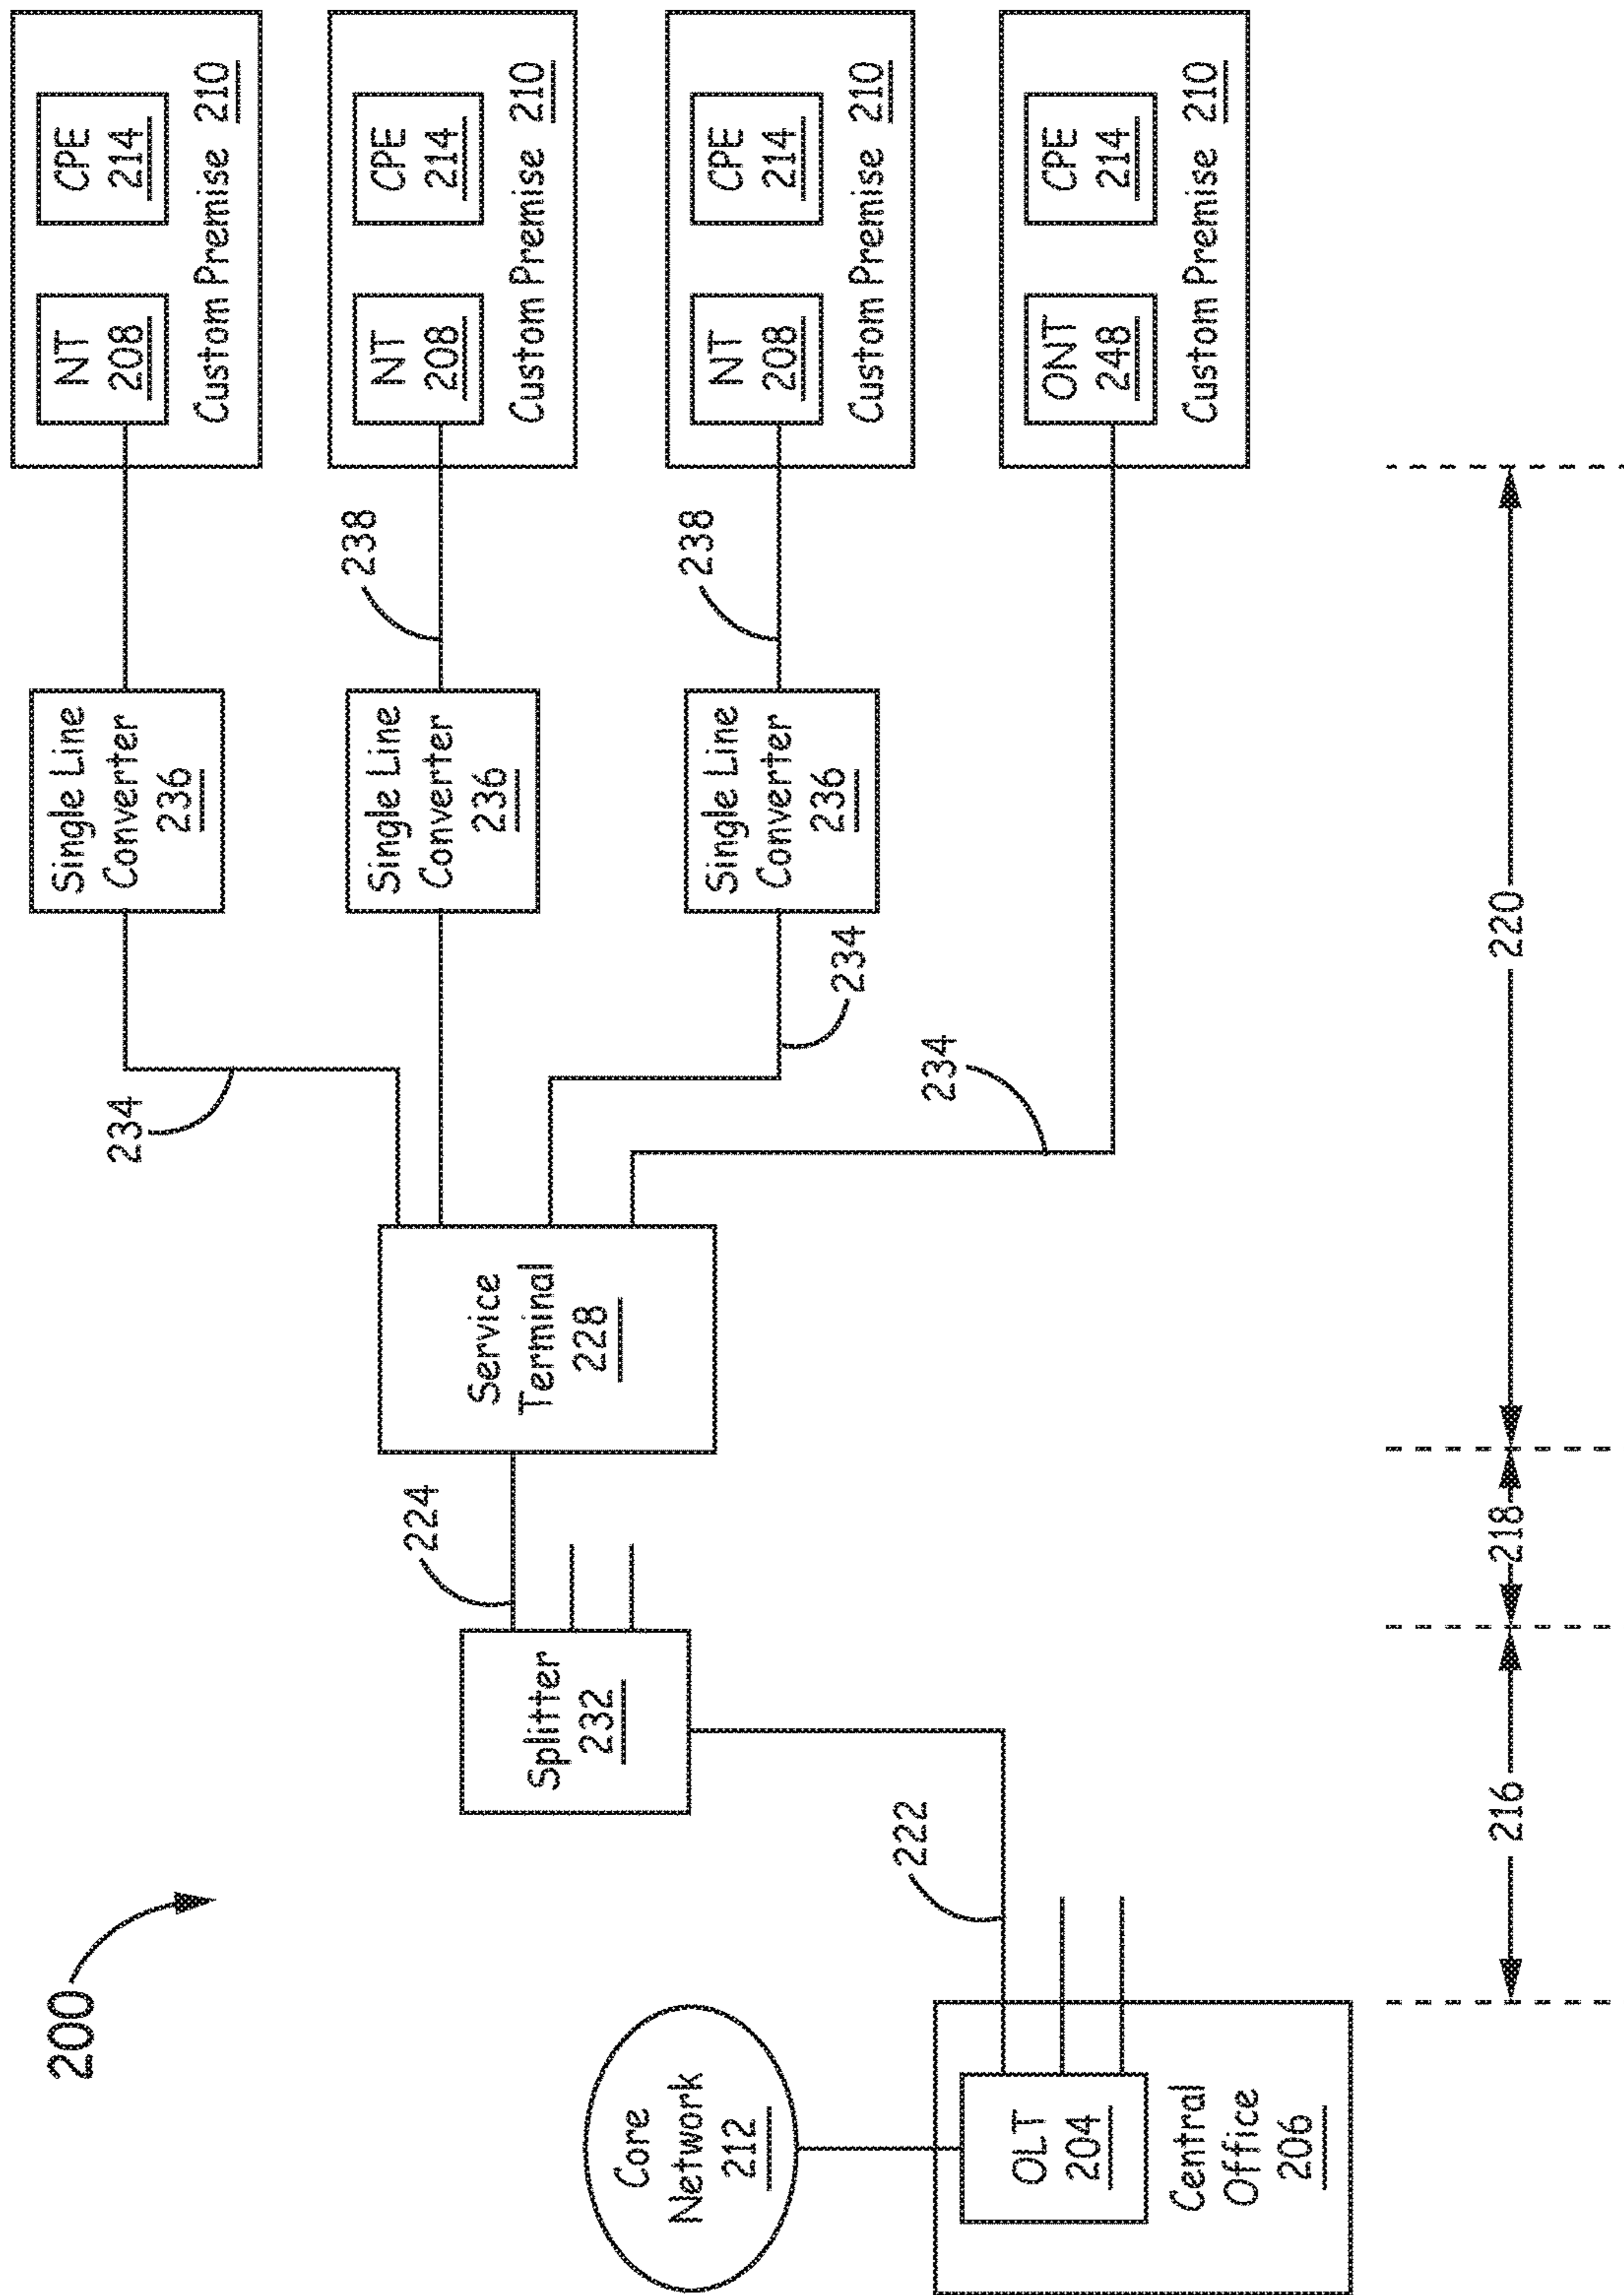 200
Core
Network
212
OLT
204
Central
Office
206
222
Splitter
232
224
Service
Terminal
228
234
234
234
Single Line
Converter
236
Single Line
Converter
236
Single Line
Converter
236
238
238
NT
208
CPE
214
Custom Premise 210
NT
208
CPE
214
Custom Premise 210
NT
208
CPE
214
Custom Premise 210
ONT
248
CPE
214
Custom Premise 210
216
218
220